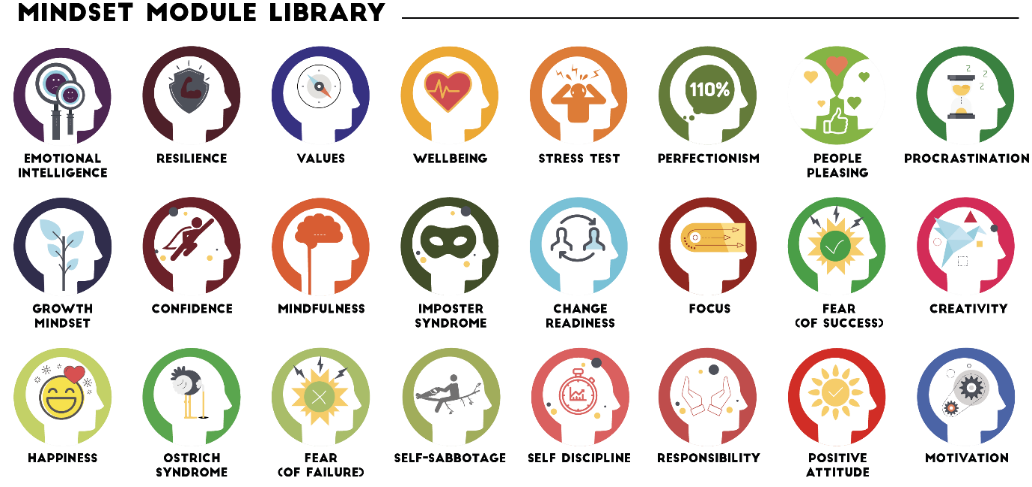 MINDSET MODULE LIBRARY
110%
z
z
z
EMOTIONAL
INTELLIGENCE
RESILIENCE
VALUES
WELLBEING
STRESS TEST
PERFECTIONISM
PEOPLE
PLEASING
PROCRASTINATION
GROWTH
MINDSET
CONFIDENCE
MINDFULNESS
IMPOSTER
SYNDROME
CHANGE
READINESS
FOCUS
FEAR
(OF SUCCESS)
CREATIVITY
HAPPINESS
OSTRICH
SYNDROME
FEAR
(OF FAILURE)
SELF-SABBOTAGE
SELF DISCIPLINE
RESPONSIBILITY
POSITIVE
ATTITUDE
MOTIVATION